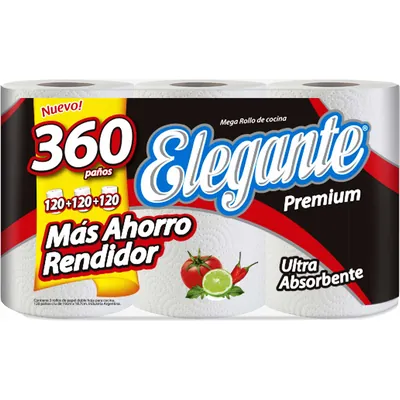 Nuevo!
360
paños
120+120+120
Más Ahorro
Rendidor
Mega Rollo de cocina
Elegante®
Premium
Ultra
Absorbente